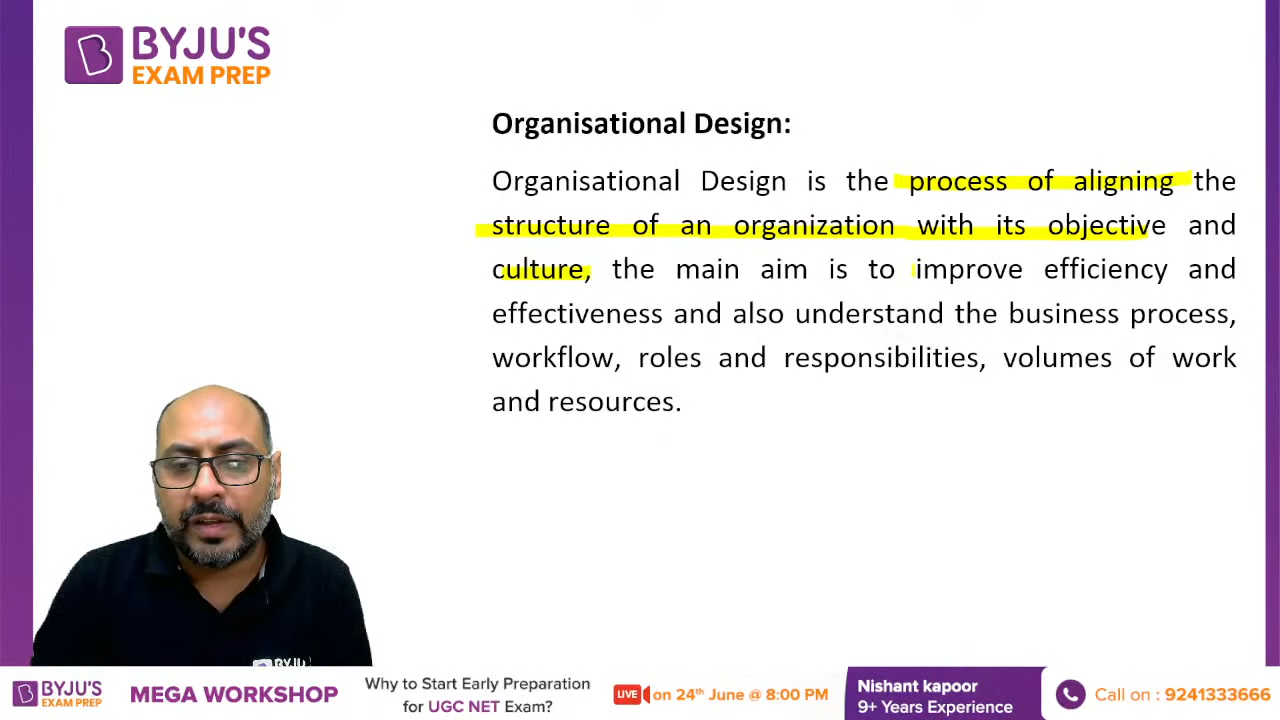 BYJU'S
EXAM PREP
Organisational Design:
Organisational Design is the process of aligning the
structure of an organization with its objective and
culture, the main aim is to improve efficiency and
effectiveness and also understand the business process,
workflow, roles and responsibilities, volumes of work
and resources.
BYJU'S
BYJU'S
EXAM PREP
MEGA WORKSHOP
Why to Start Early Preparation
for UGC NET Exam?
LIVE on 24th June @ 8:00 PM
Nishant kapoor
9+ Years Experience
Call on : 9241333666